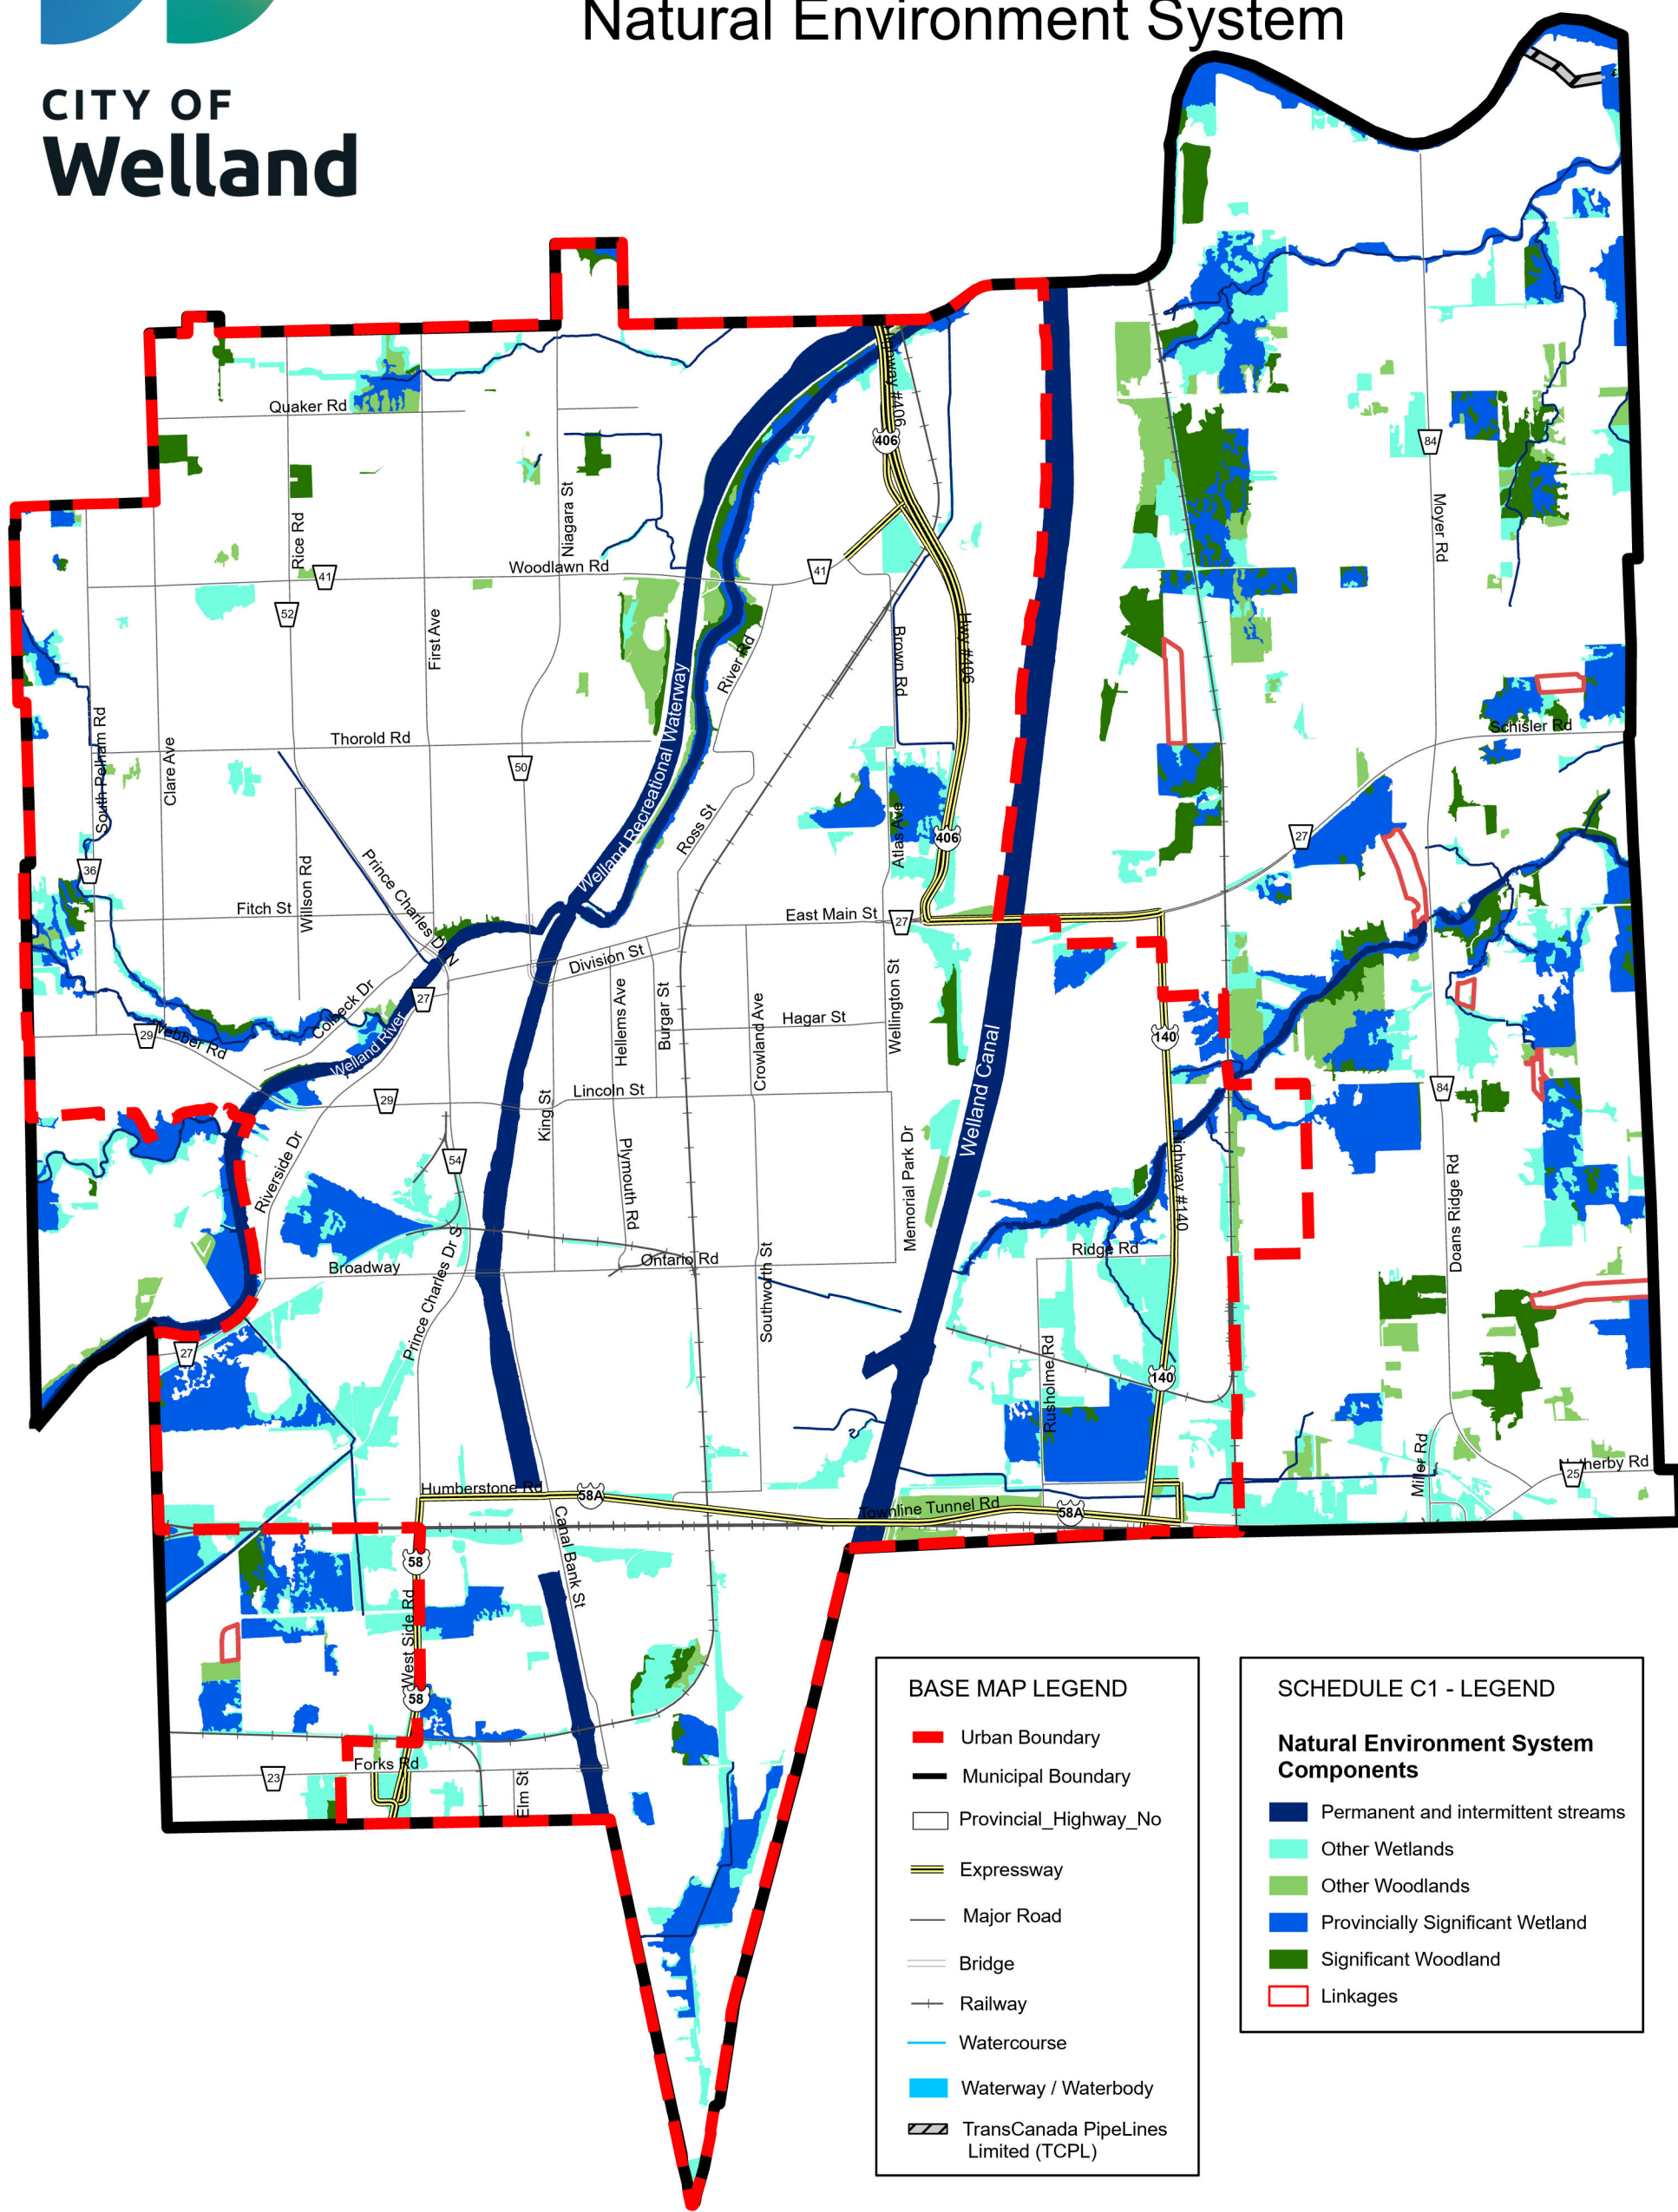 Natural Environment System
CITY OF
Welland
Highway #406
406
Quaker Rd
84
Niagara St
Moyer Rd
Rice Rd
Woodlawn Rd
41
41
52
First Ave
Brown Rd
Hwy #406
River Rd
Welland Recreational Waterway
South Pelham Rd
Clare Ave
Thorold Rd
Schisler Rd
50
Ross St
Atlas Ave
406
27
36
Prince Charles Dr N
Willson Rd
Fitch St
East Main St
27
Division St
Colbeck Dr
27
Hellems Ave
Burgar St
Crowland Ave
Hagar St
Wellington St
29
Webber Rd
Welland River
Welland Canal
140
29
Lincoln St
King St
84
Riverside Dr
54
Plymouth Rd
Memorial Park Dr
Highway #140
Doans Ridge Rd
Broadway
Prince Charles Dr S
Ontario Rd
Southworth St
Ridge Rd
27
Rusholme Rd
140
Miller Rd
25
herby Rd
Humberstone Rd
58A
Townline Tunnel Rd
58A
Canal Bank St
58
West Side Rd
58
Forks Rd
23
Elm St
BASE MAP LEGEND
Urban Boundary
Municipal Boundary
Provincial_Highway_No
Expressway
Major Road
Bridge
Railway
Watercourse
Waterway / Waterbody
TransCanada PipeLines
Limited (TCPL)
SCHEDULE C1 - LEGEND
Natural Environment System
Components
Permanent and intermittent streams
Other Wetlands
Other Woodlands
Provincially Significant Wetland
Significant Woodland
Linkages